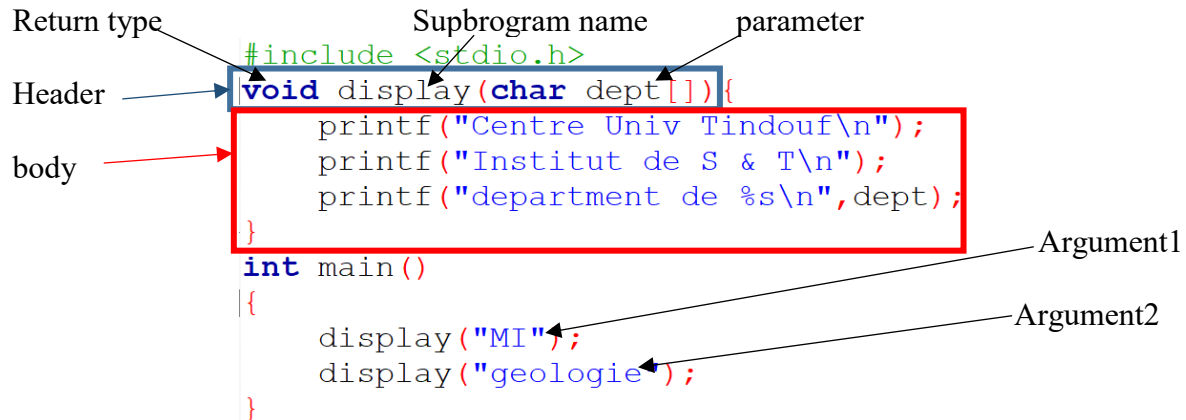 Return type Supbrogram name parameter
#include <stdio.h>
Header void display(char dept[]){
printf("Centre Univ Tindouf\n");
body printf("Institut de S & T\n");
printf("department de %s\n",dept);
}
Argument1
int main()
{
Argument2
display("MI");
display("geologie");
}